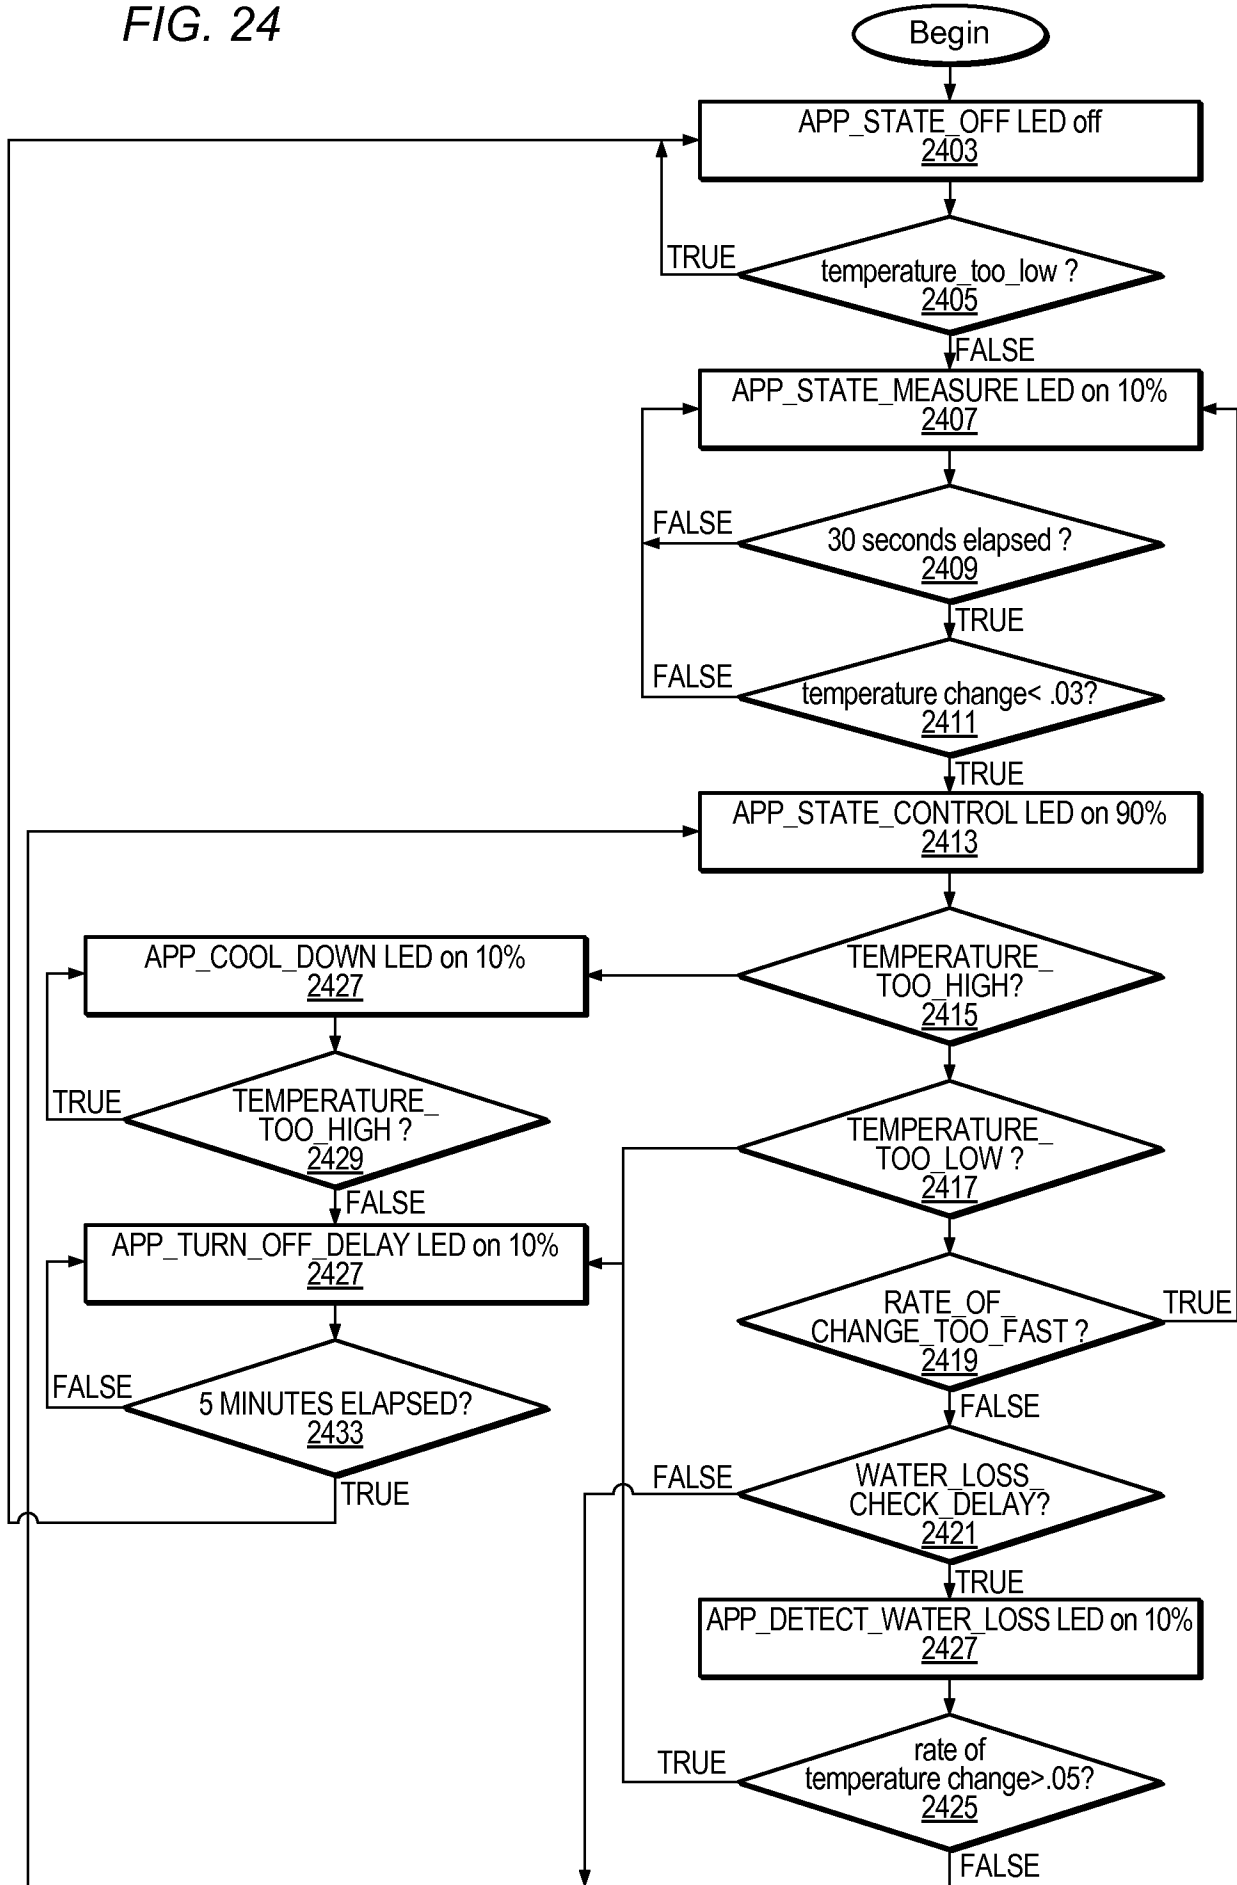 FIG. 24
Begin
APP_STATE_OFF LED off
2403
TRUE
temperature_too_low ?
2405
FALSE
APP_STATE_MEASURE LED on 10%
2407
FALSE
30 seconds elapsed ?
2409
TRUE
FALSE
temperature change< .03?
2411
TRUE
APP_STATE_CONTROL LED on 90%
2413
TEMPERATURE_
TOO_HIGH?
2415
APP_COOL_DOWN LED on 10%
2427
TRUE
TEMPERATURE_
TOO_HIGH ?
2429
FALSE
TEMPERATURE_
TOO_LOW ?
2417
APP_TURN_OFF_DELAY LED on 10%
2427
RATE_OF_
CHANGE_TOO_FAST ?
2419
TRUE
FALSE
FALSE
5 MINUTES ELAPSED?
2433
TRUE
FALSE
WATER_LOSS_
CHECK_DELAY?
2421
TRUE
APP_DETECT_WATER_LOSS LED on 10%
2427
TRUE
rate of
temperature change>.05?
2425
FALSE